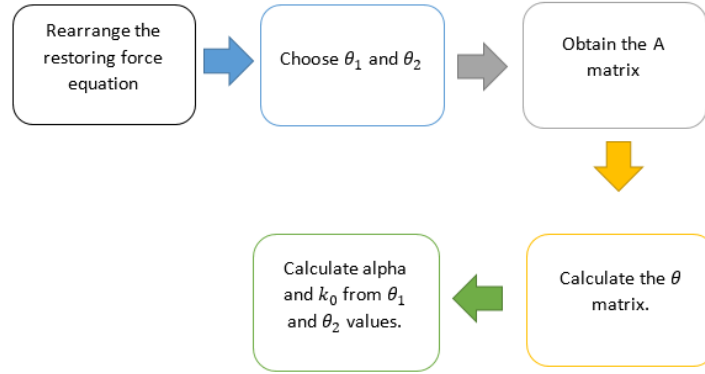 Rearrange the
restoring force
equation
Choose θ₁ and θ₂
Obtain the A
matrix
Calculate the θ
matrix.
Calculate alpha
and k₀ from θ₁
and θ₂ values.